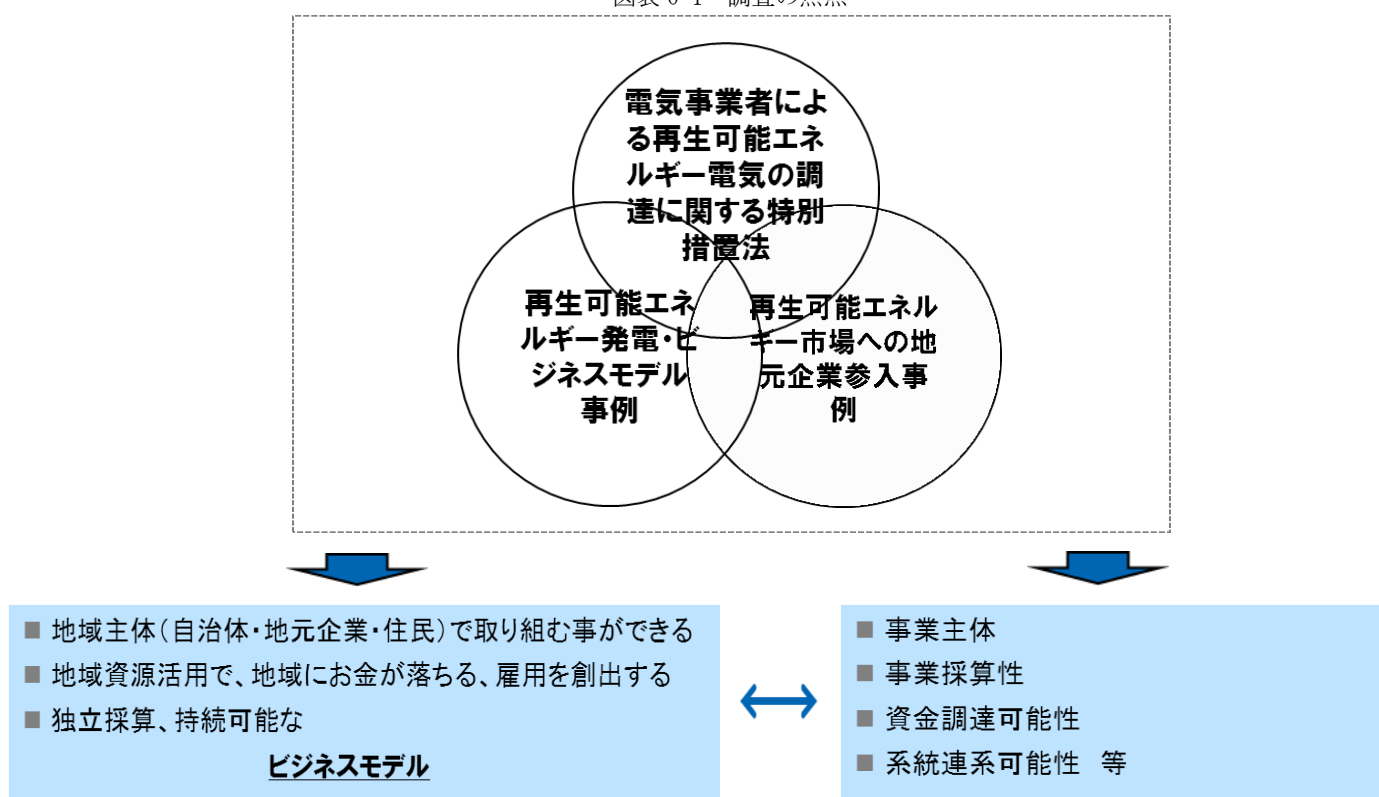 電気事業者によ
る再生可能エネ
ルギー電気の調
達に関する特別
措置法
再生可能エネ
ルギー発電・ビ
ジネスモデル
事例
再生可能エネル
ギー市場への地
元企業参入事
例
■ 地域主体（自治体・地元企業・住民）で取り組む事ができる
■ 地域資源活用で、地域にお金が落ちる、雇用を創出する
■ 独立採算、持続可能な
ビジネスモデル
■ 事業主体
■ 事業採算性
■ 資金調達可能性
■ 系統連系可能性　等